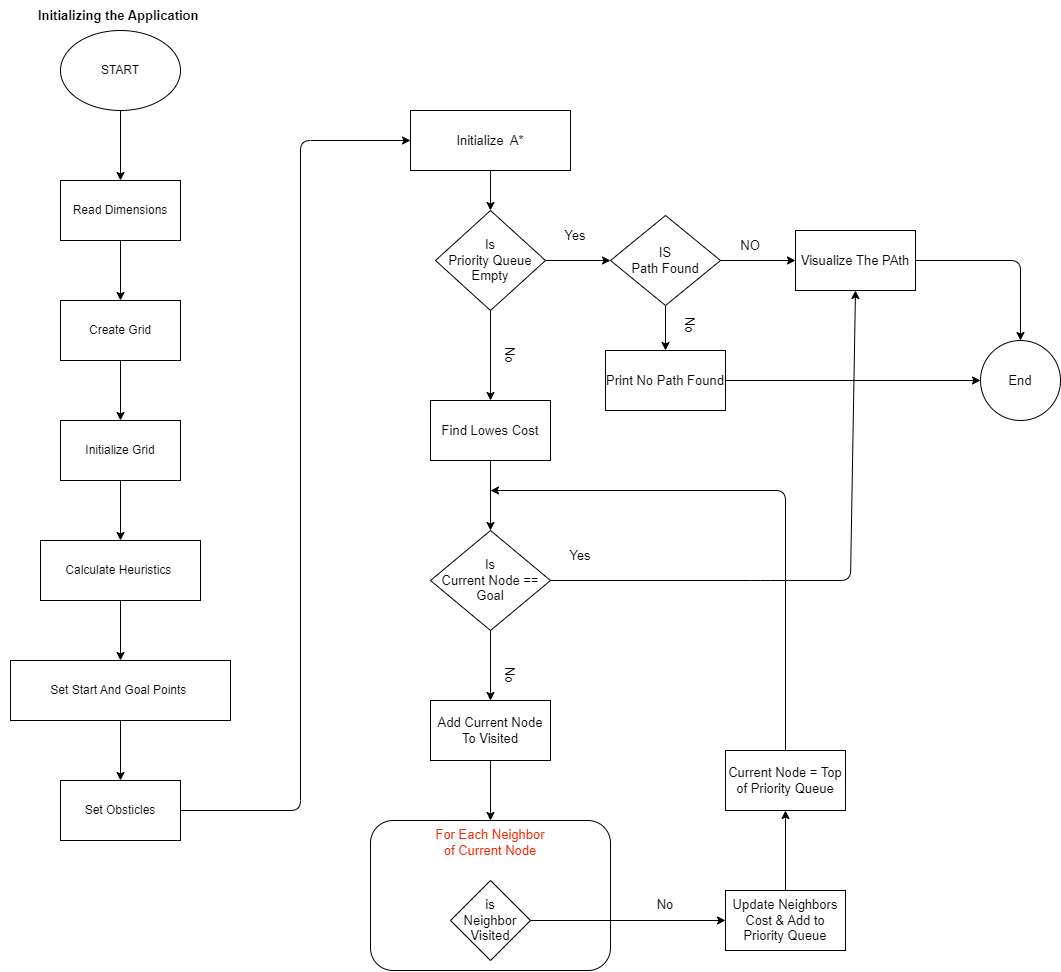 Initializing the Application
START
Read Dimensions
Create Grid
Initialize Grid
Calculate Heuristics
Set Start And Goal Points
Set Obsticles
Initialize A*
Is
Priority Queue
Empty
Yes
IS
Path Found
NO
Visualize The PAth
No
Print No Path Found
End
No
Find Lowes Cost
Is
Current Node ==
Goal
Yes
No
Add Current Node
To Visited
For Each Neighbor
of Current Node
is
Neighbor
Visited
No
Update Neighbors
Cost & Add to
Priority Queue
Current Node = Top
of Priority Queue